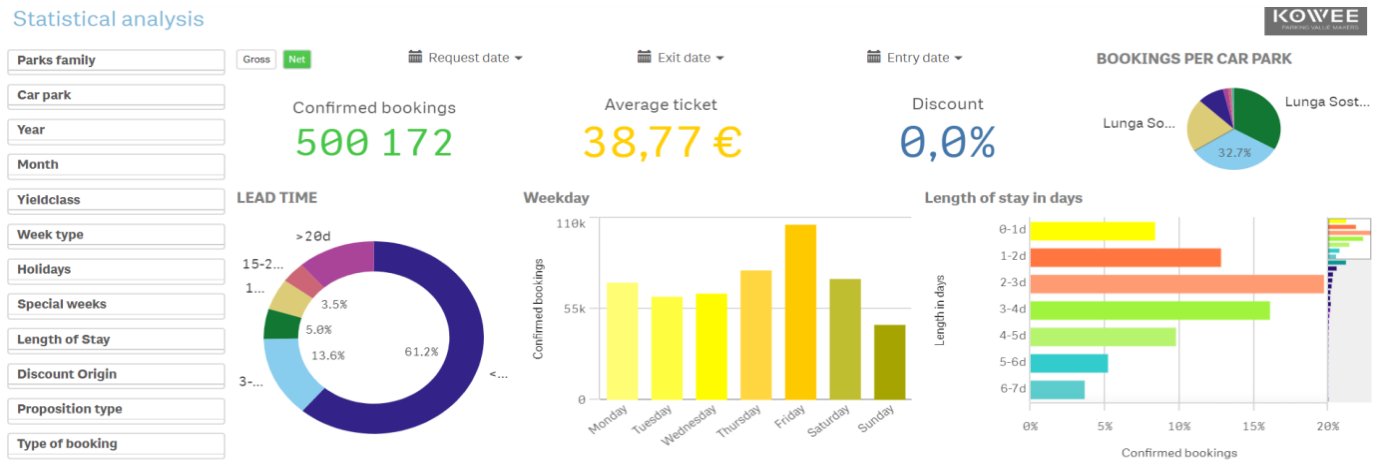 Statistical analysis
KOWEE
PARKING VALUE MAKERS
Parks family
Car park
Year
Month
Yieldclass
Week type
Holidays
Special weeks
Length of Stay
Discount Origin
Proposition type
Type of booking
Gross
Net
Request date
Exit date
Entry date
Confirmed bookings
500 172
Average ticket
38,77 €
Discount
0,0%
BOOKINGS PER CAR PARK
Lunga Sost...
Lunga So...
32.7%
LEAD TIME
>20d
15-2...
1...
3-...
<...
3.5%
5.0%
13.6%
61.2%
Weekday
Confirmed bookings
110k
55k
0
Monday
Tuesday
Wednesday
Thursday
Friday
Saturday
Sunday
Length of stay in days
Length in days
0-1d
1-2d
2-3d
3-4d
4-5d
5-6d
6-7d
0%
5%
10%
15%
20%
Confirmed bookings